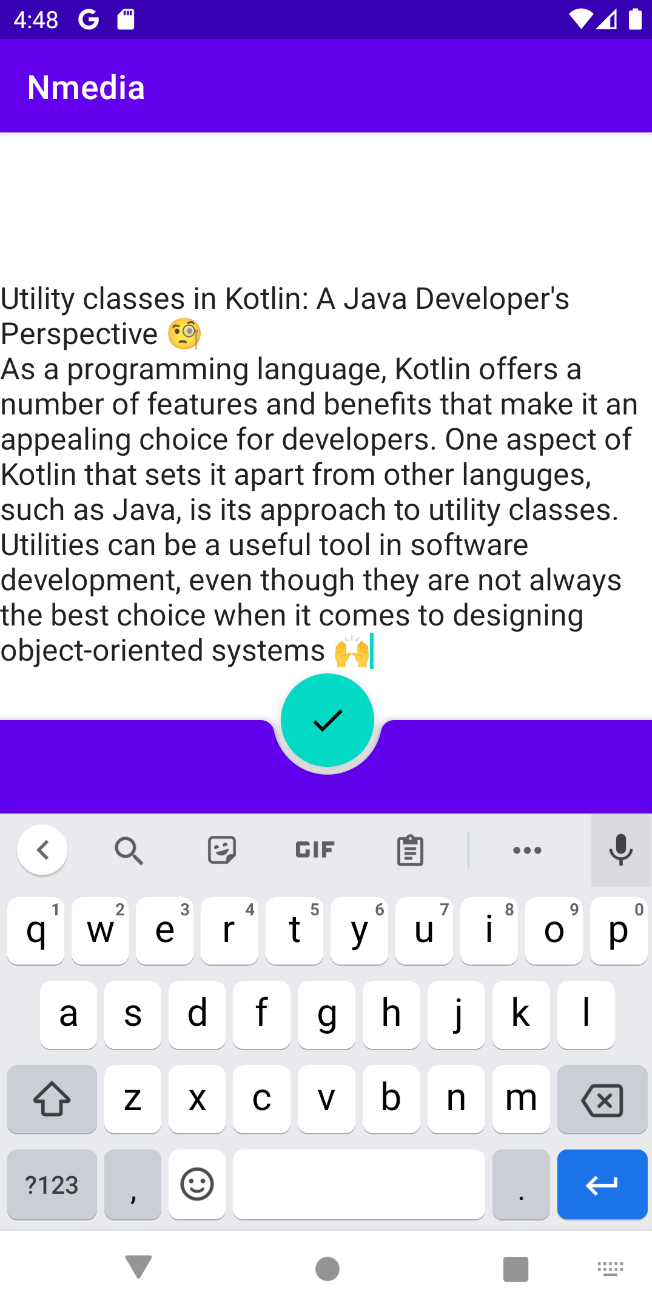 4:48
Nmedia
Utility classes in Kotlin: A Java Developer's
Perspective 🧐
As a programming language, Kotlin offers a
number of features and benefits that make it an
appealing choice for developers. One aspect of
Kotlin that sets it apart from other languges,
such as Java, is its approach to utility classes.
Utilities can be a useful tool in software
development, even though they are not always
the best choice when it comes to designing
object-oriented systems 🙌
GIF
q1 w2 e3 r4 t5 y6 u7 i8 o9 p0
a s d f g h j k l
z x c v b n m
?123 , .